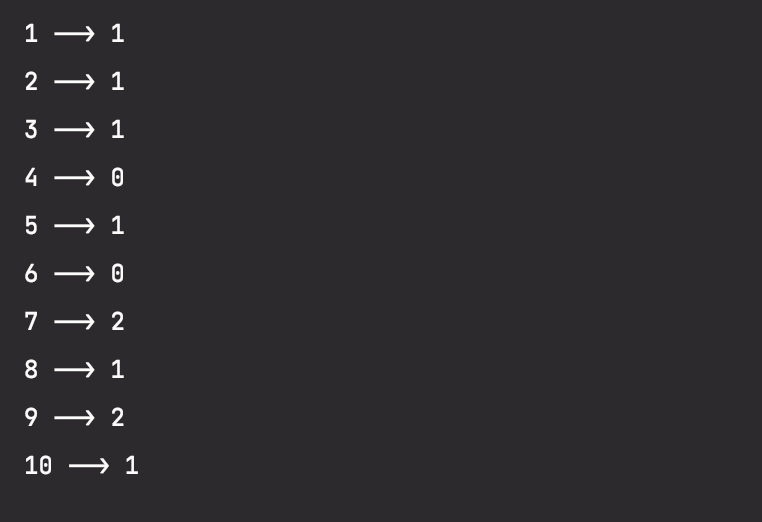 1 ⟶ 1
2 ⟶ 1
3 ⟶ 1
4 ⟶ 0
5 ⟶ 1
6 ⟶ 0
7 ⟶ 2
8 ⟶ 1
9 ⟶ 2
10 ⟶ 1